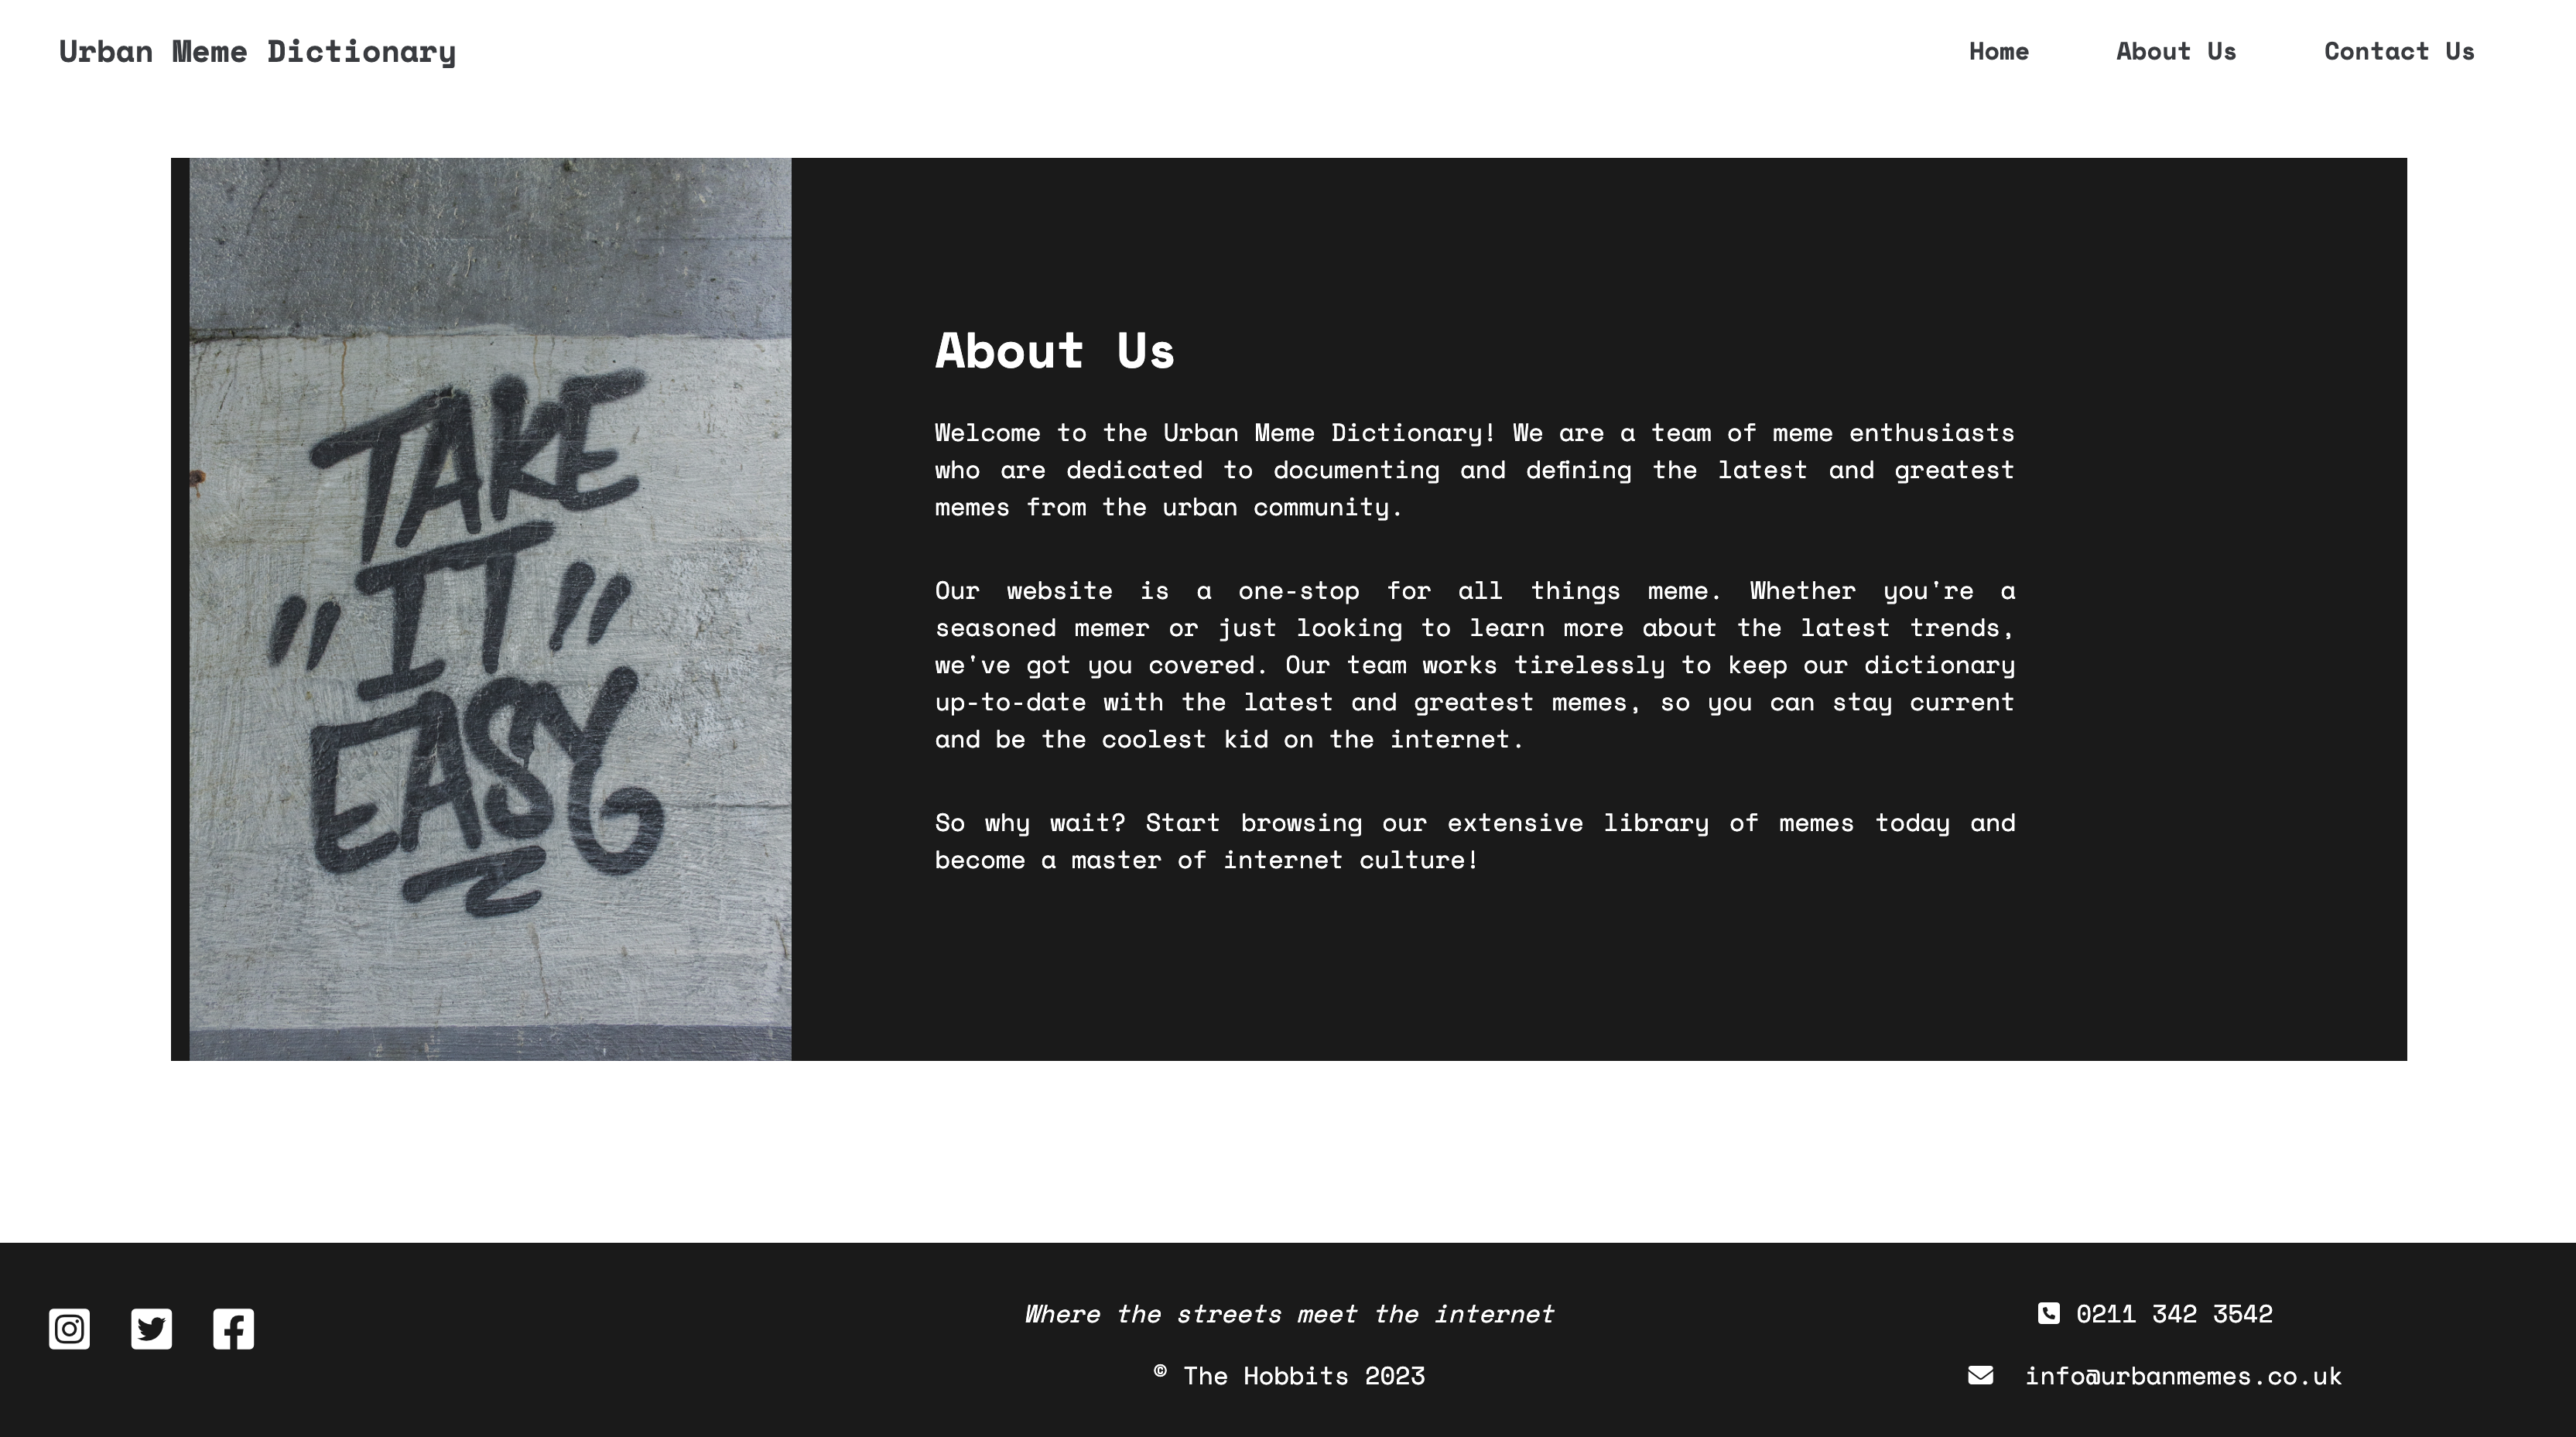 Urban Meme Dictionary
Home
About Us
Contact Us
TAKE
"IT"
EASY
About Us
Welcome to the Urban Meme Dictionary! We are a team of meme enthusiasts
who are dedicated to documenting and defining the latest and greatest
memes from the urban community.
Our website is a one-stop for all things meme. Whether you're a
seasoned memer or just looking to learn more about the latest trends,
we've got you covered. Our team works tirelessly to keep our dictionary
up-to-date with the latest and greatest memes, so you can stay current
and be the coolest kid on the internet.
So why wait? Start browsing our extensive library of memes today and
become a master of internet culture!
Where the streets meet the internet
© The Hobbits 2023
0211 342 3542
info@urbanmemes.co.uk